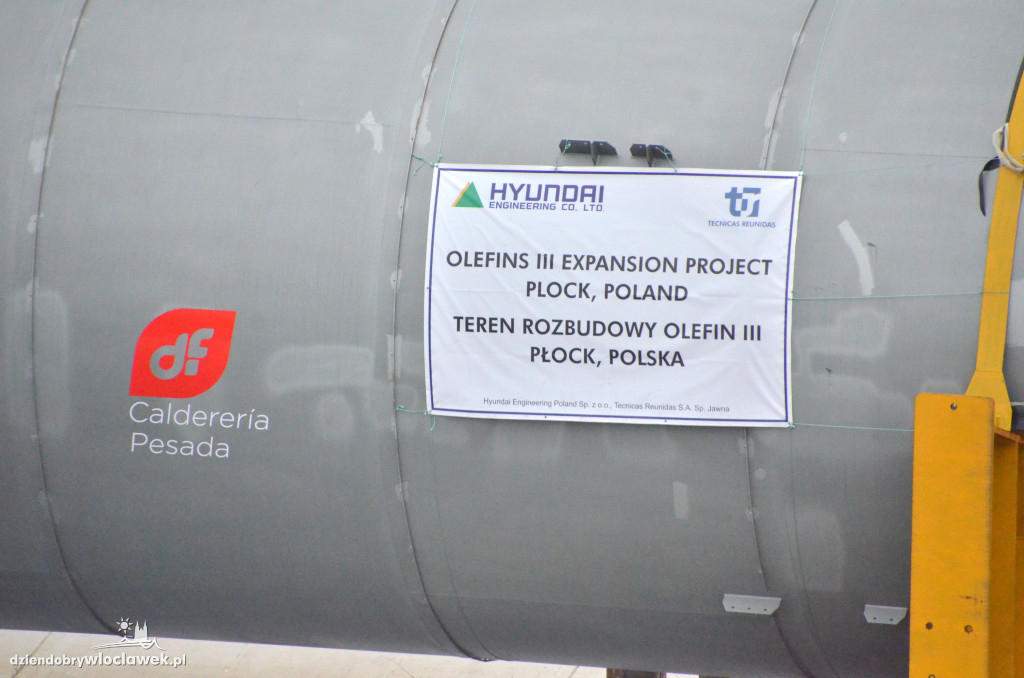 HYUNDAI
ENGINEERING CO., LTD.
TR
TECNICAS REUNIDAS
OLEFINS III EXPANSION PROJECT
PLOCK, POLAND
TEREN ROZBUDOWY OLEFIN III
PŁOCK, POLSKA
Hyundai Engineering Poland Sp. z o.o., Tecnicas Reunidas S.A. Sp. Jawna
df
Calderería
Pesada
dziendobrywloclawek.pl